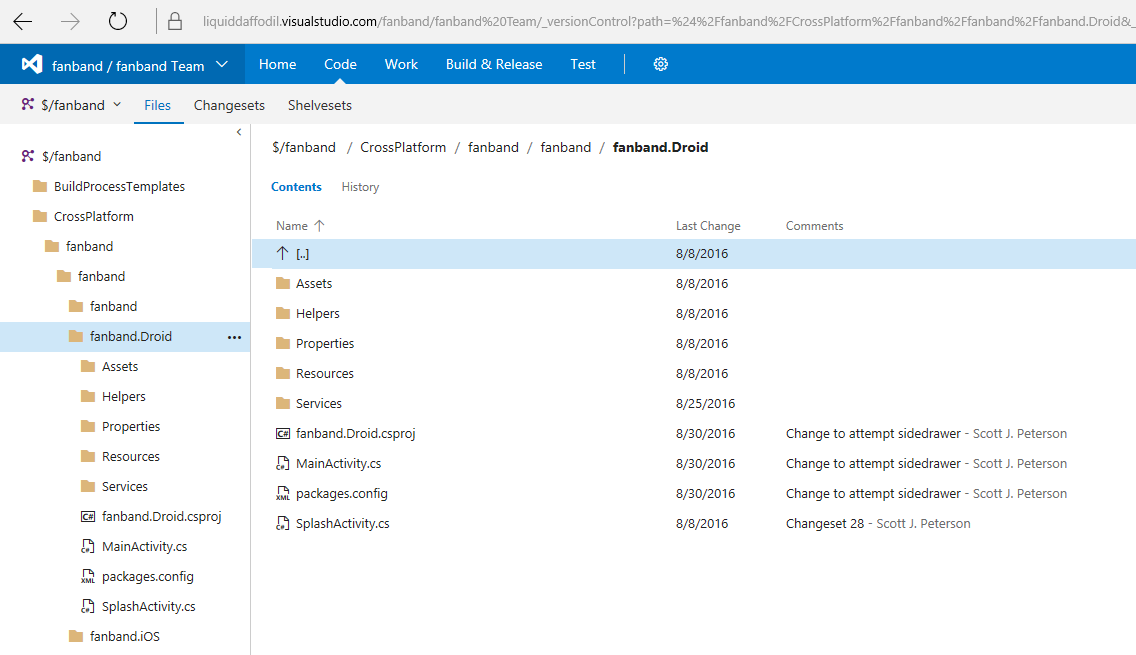 liquiddaffodil.visualstudio.com/fanband/fanband%20Team/_versionControl?path=%24%2Ffanband%2FCrossPlatform%2Ffanband%2Ffanband%2Ffanband.Droid&_
fanband / fanband Team Home Code Work Build & Release Test
$/fanband Files Changesets Shelvesets
$/fanband
BuildProcessTemplates
CrossPlatform
fanband
fanband
fanband
fanband.Droid ...
Assets
Helpers
Properties
Resources
Services
fanband.Droid.csproj
MainActivity.cs
packages.config
SplashActivity.cs
fanband.iOS
$/fanband / CrossPlatform / fanband / fanband / fanband.Droid
Contents History
Name Last Change Comments
[..] 8/8/2016
Assets 8/8/2016
Helpers 8/8/2016
Properties 8/8/2016
Resources 8/8/2016
Services 8/25/2016
fanband.Droid.csproj 8/30/2016 Change to attempt sidedrawer - Scott J. Peterson
MainActivity.cs 8/30/2016 Change to attempt sidedrawer - Scott J. Peterson
packages.config 8/30/2016 Change to attempt sidedrawer - Scott J. Peterson
SplashActivity.cs 8/8/2016 Changeset 28 - Scott J. Peterson